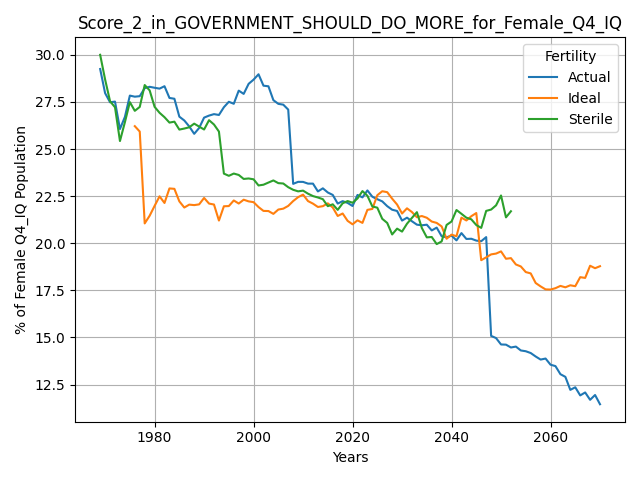 Score_2_in_GOVERNMENT_SHOULD_DO_MORE_for_Female_Q4_IQ
Fertility
Actual
Ideal
Sterile
% of Female Q4_IQ Population
30.0
27.5
25.0
22.5
20.0
17.5
15.0
12.5
1980
2000
2020
2040
2060
Years